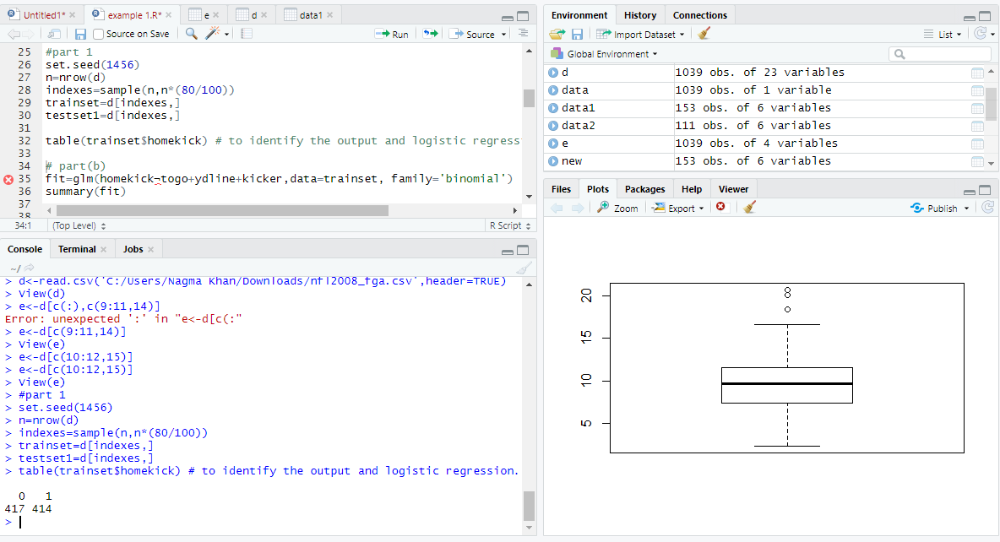 Untitled1* × example 1.R* × e × d × data1 ×
Source on Save Run Source
25 #part 1
26 set.seed(1456)
27 n=nrow(d)
28 indexes=sample(n,n*(80/100))
29 trainset=d[indexes,]
30 testset1=d[indexes,]
31
32 table(trainset$homekick) # to identify the output and logistic regress
33
34 # part(b)
35 fit=glm(homekick¬togo+ydline+kicker,data=trainset, family='binomial')
36 summary(fit)
37
38
34:1 (Top Level) R Script
Console Terminal × Jobs ×
~/
> d<-read.csv('C:/Users/Nagma Khan/Downloads/nfl2008_fga.csv',header=TRUE)
> View(d)
> e<-d[c(:),c(9:11,14)]
Error: unexpected ':' in "e<-d[c(:"
> e<-d[c(9:11,14)]
> View(e)
> e<-d[c(10:12,15)]
> e<-d[c(10:12,15)]
> View(e)
> #part 1
> set.seed(1456)
> n=nrow(d)
> indexes=sample(n,n*(80/100))
> trainset=d[indexes,]
> testset1=d[indexes,]
> table(trainset$homekick) # to identify the output and logistic regression.
0 1
417 414
>
Environment History Connections
Import Dataset List
Global Environment
d 1039 obs. of 23 variables
data 1039 obs. of 1 variable
data1 153 obs. of 6 variables
data2 111 obs. of 6 variables
e 1039 obs. of 4 variables
new 153 obs. of 6 variables
Files Plots Packages Help Viewer
Zoom Export Publish
20
15
10
5